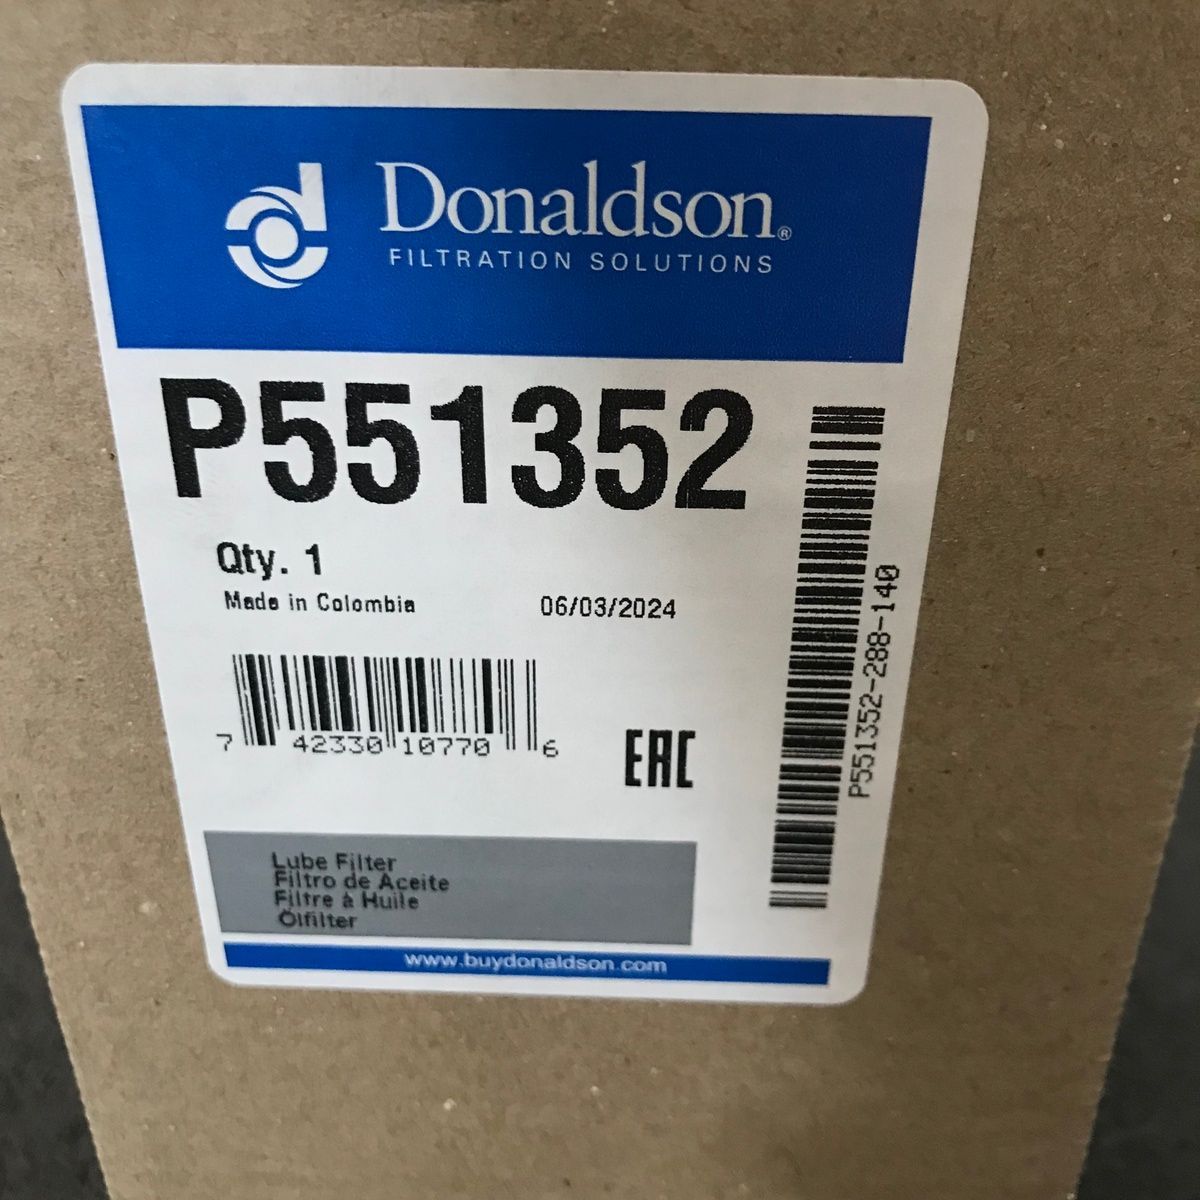 Donaldson®
FILTRATION SOLUTIONS
P551352
Qty. 1
Made in Colombia 06/03/2024
7 42330 10770 6
EAC
P551352-288-140
Lube Filter
Filtro de Aceite
Filtre à Huile
Ölfilter
www.buydonaldson.com